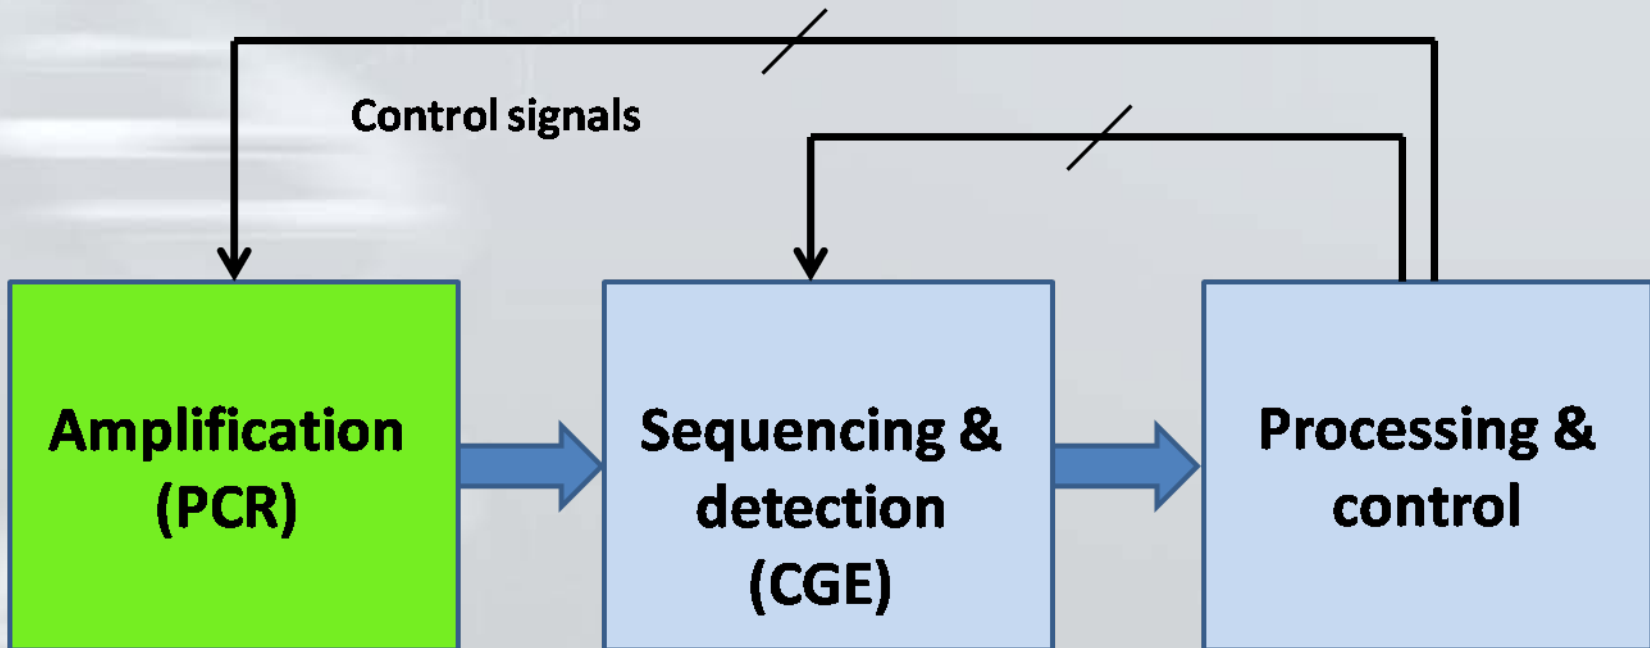 Control signals
Amplification
(PCR)
Sequencing &
detection
(CGE)
Processing &
control